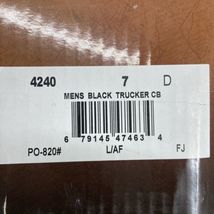 4240 7 D
MENS BLACK TRUCKER CB
6 79145 47463 4
PO-820# L/AF FJ